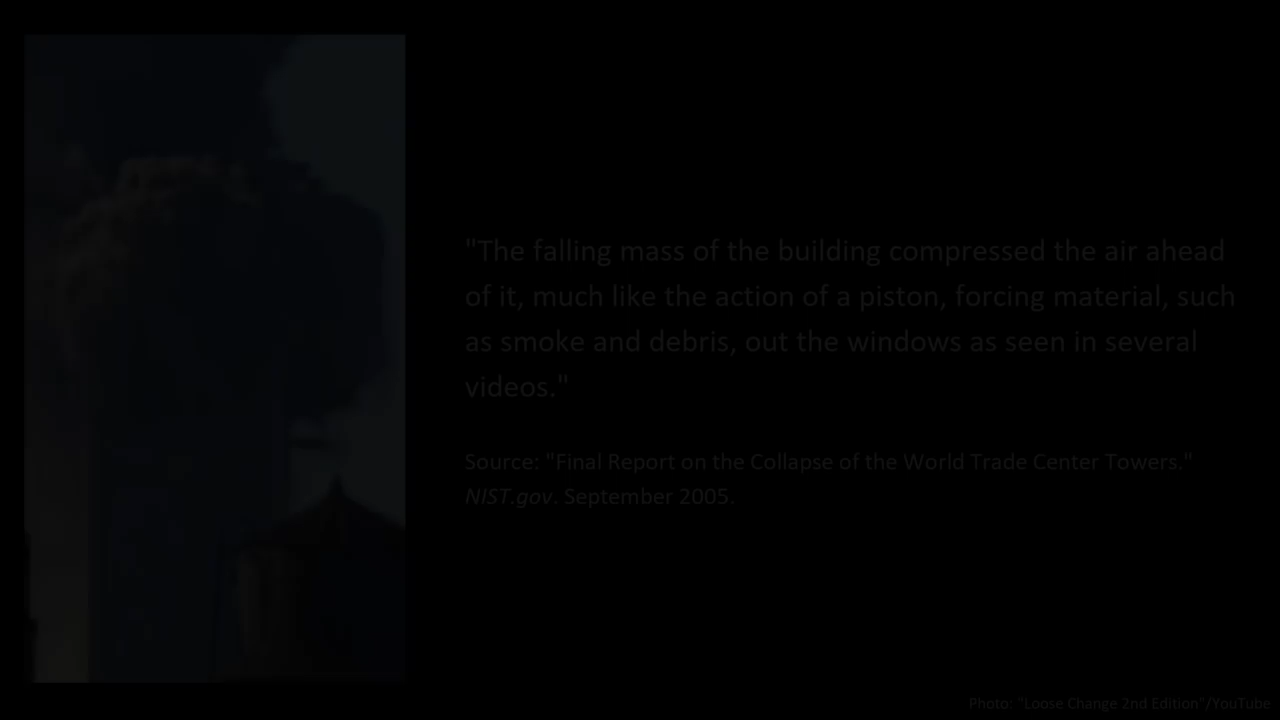 "The falling mass of the building compressed the air ahead
of it, much like the action of a piston, forcing material, such
as smoke and debris, out the windows as seen in several
videos."
Source: "Final Report on the Collapse of the World Trade Center Towers."
NIST.gov. September 2005.
Photo: "Loose Change 2nd Edition"/YouTube